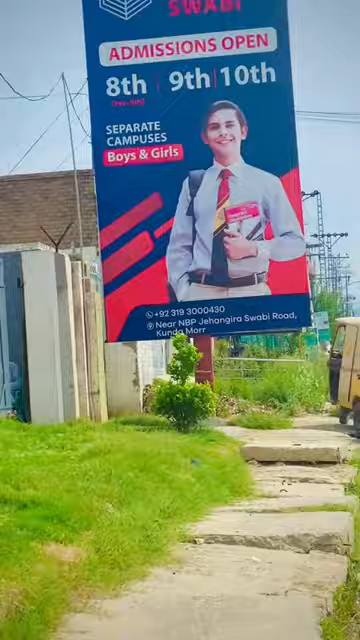 SWABI
ADMISSIONS OPEN
8th | 9th | 10th
SEPARATE
CAMPUSES
Boys & Girls
+92 319 3000430
Near NBP Jehangira Swabi Road,
Kunda Morr